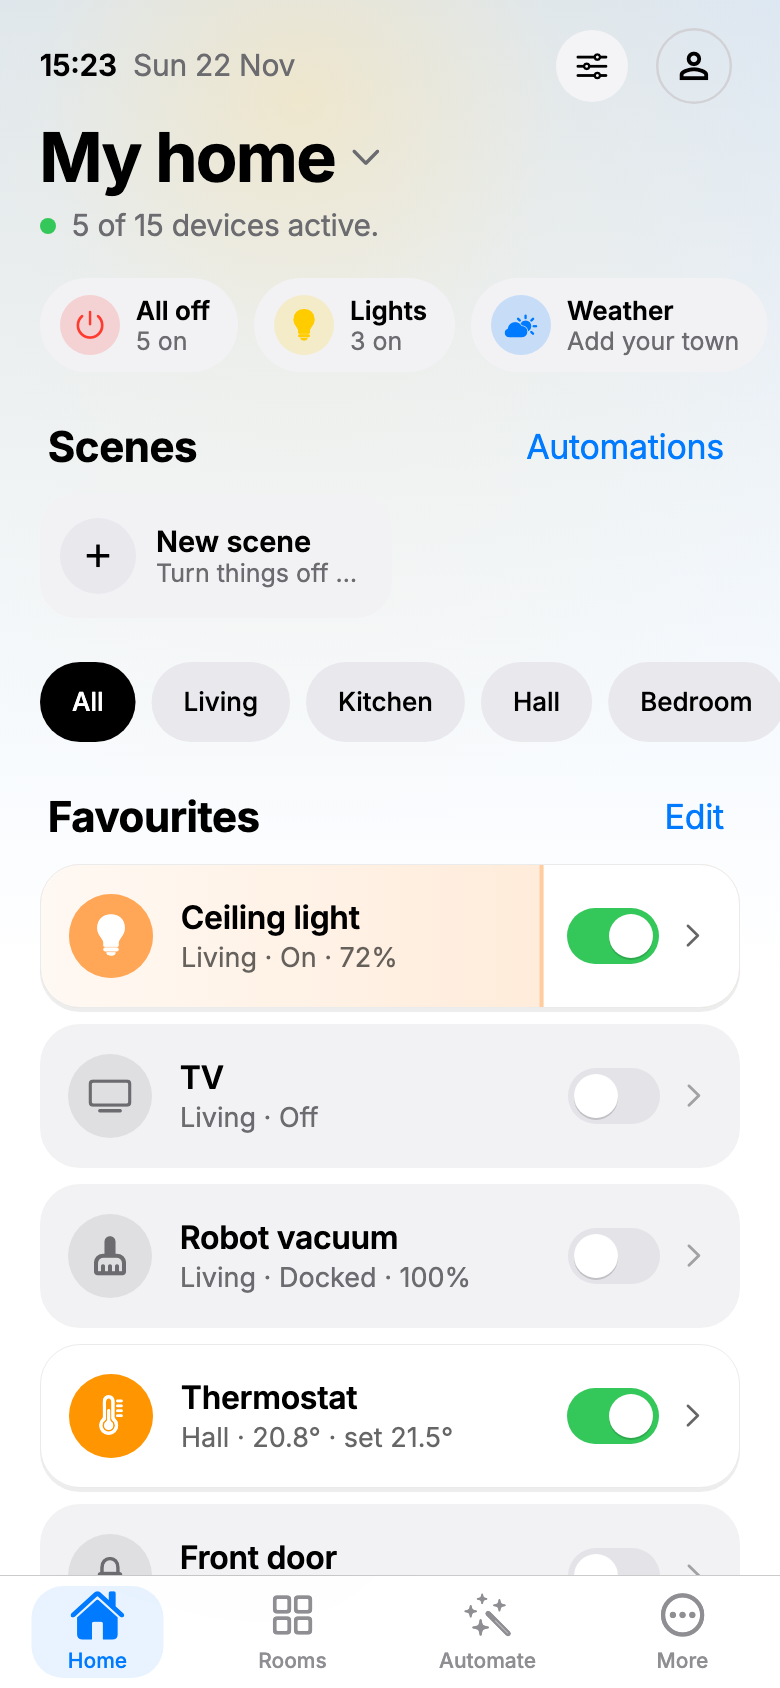 15:23 Sun 22 Nov
My home
5 of 15 devices active.
All off
5 on
Lights
3 on
Weather
Add your town
Scenes
Automations
New scene
Turn things off ...
All
Living
Kitchen
Hall
Bedroom
Favourites
Edit
Ceiling light
Living · On · 72%
TV
Living · Off
Robot vacuum
Living · Docked · 100%
Thermostat
Hall · 20.8° · set 21.5°
Front door
Home
Rooms
Automate
More